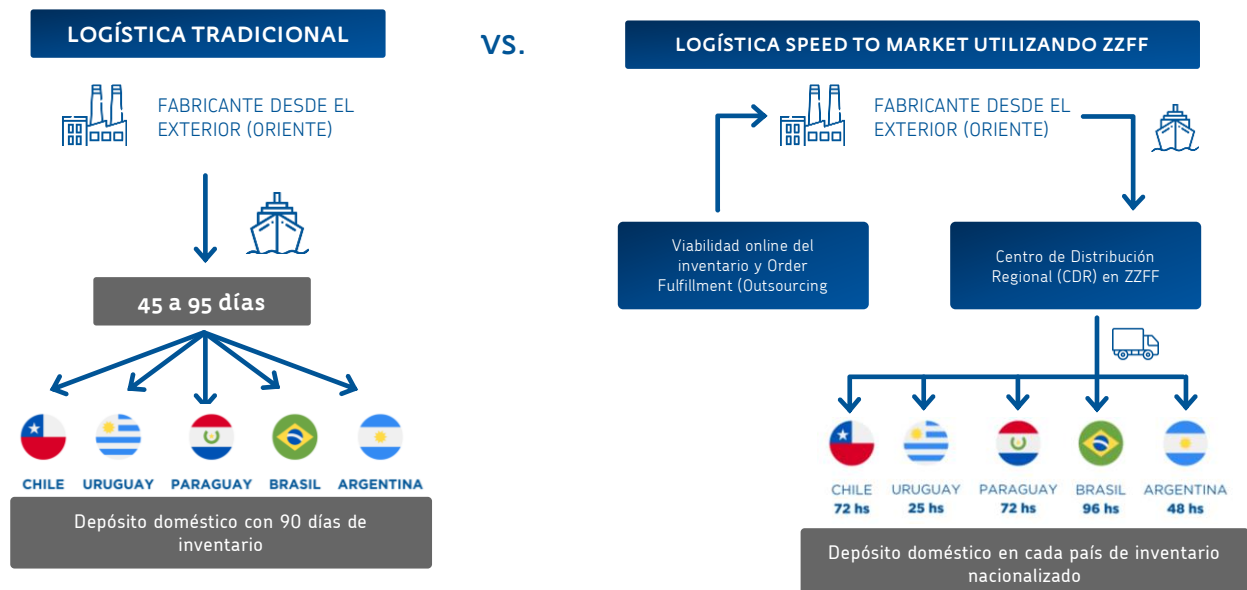 LOGÍSTICA TRADICIONAL
FABRICANTE DESDE EL
EXTERIOR (ORIENTE)
45 a 95 días
CHILE URUGUAY PARAGUAY BRASIL ARGENTINA
Depósito doméstico con 90 días de
inventario
VS.
LOGÍSTICA SPEED TO MARKET UTILIZANDO ZZFF
FABRICANTE DESDE EL
EXTERIOR (ORIENTE)
Viabilidad online del
inventario y Order
Fulfillment (Outsourcing
Centro de Distribución
Regional (CDR) en ZZFF
CHILE URUGUAY PARAGUAY BRASIL ARGENTINA
72 hs 25 hs 72 hs 96 hs 48 hs
Depósito doméstico en cada país de inventario
nacionalizado